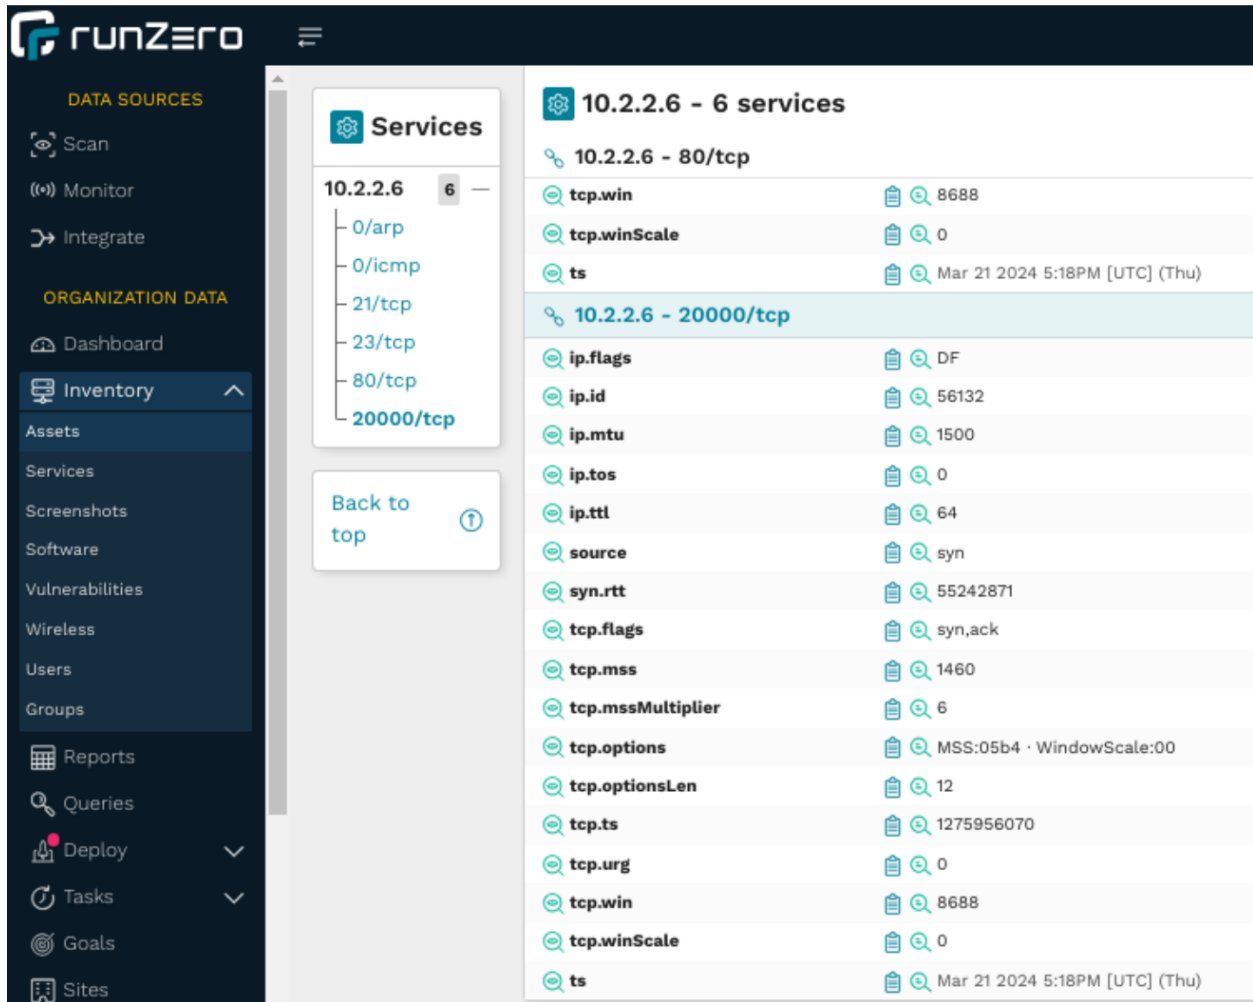 runZero
DATA SOURCES
Scan
Monitor
Integrate
ORGANIZATION DATA
Dashboard
Inventory
Assets
Services
Screenshots
Software
Vulnerabilities
Wireless
Users
Groups
Reports
Queries
Deploy
Tasks
Goals
Sites
Services
10.2.2.6 6
0/arp
0/icmp
21/tcp
23/tcp
80/tcp
20000/tcp
Back to
top
10.2.2.6 - 6 services
10.2.2.6 - 80/tcp
tcp.win 8688
tcp.winScale 0
ts Mar 21 2024 5:18PM [UTC] (Thu)
10.2.2.6 - 20000/tcp
ip.flags DF
ip.id 56132
ip.mtu 1500
ip.tos 0
ip.ttl 64
source syn
syn.rtt 55242871
tcp.flags syn,ack
tcp.mss 1460
tcp.mssMultiplier 6
tcp.options MSS:05b4 · WindowScale:00
tcp.optionsLen 12
tcp.ts 1275956070
tcp.urg 0
tcp.win 8688
tcp.winScale 0
ts Mar 21 2024 5:18PM [UTC] (Thu)